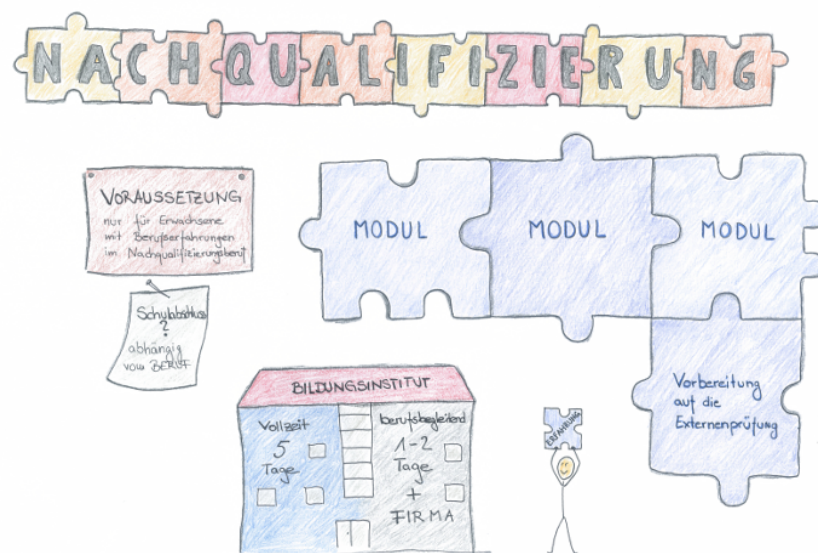 NACHQUALIFIZIERUNG
VORAUSSETZUNG
nur für Erwachsene
mit Berufserfahrungen
im Nachqualifizierungsberuf
Schulabschluss
?
abhängig
vom BERUF
MODUL
MODUL
MODUL
Vorbereitung
auf die
Externenprüfung
BILDUNGSINSTITUT
Vollzeit
5
Tage
berufsbegleitend
1-2
Tage
+
FIRMA
ERFAHRUNG